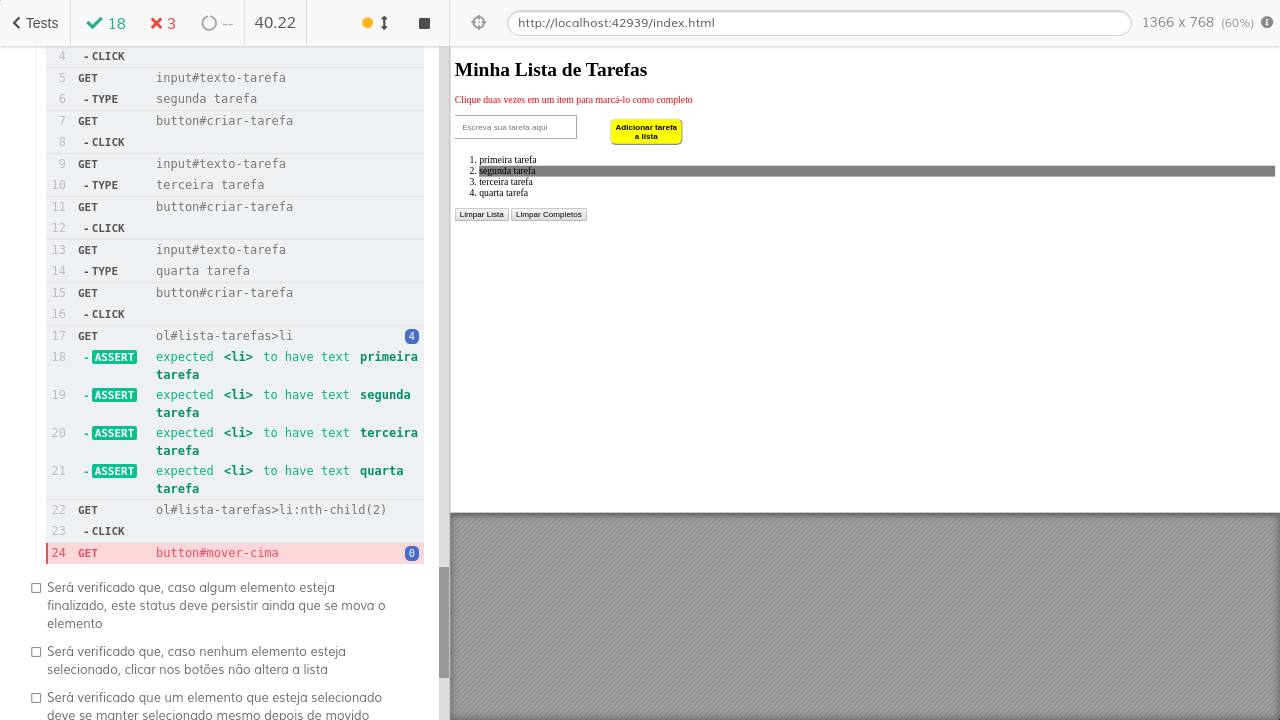 Tests
18
3
--
40.22
http://localhost:42939/index.html
1366 x 768 (60%)
4 - CLICK
5 GET input#texto-tarefa
6 - TYPE segunda tarefa
7 GET button#criar-tarefa
8 - CLICK
9 GET input#texto-tarefa
10 - TYPE terceira tarefa
11 GET button#criar-tarefa
12 - CLICK
13 GET input#texto-tarefa
14 - TYPE quarta tarefa
15 GET button#criar-tarefa
16 - CLICK
17 GET ol#lista-tarefas>li 4
18 - ASSERT expected <li> to have text primeira
tarefa
19 - ASSERT expected <li> to have text segunda
tarefa
20 - ASSERT expected <li> to have text terceira
tarefa
21 - ASSERT expected <li> to have text quarta
tarefa
22 GET ol#lista-tarefas>li:nth-child(2)
23 - CLICK
24 GET button#mover-cima 0
Será verificado que, caso algum elemento esteja
finalizado, este status deve persistir ainda que se mova o
elemento
Será verificado que, caso nenhum elemento esteja
selecionado, clicar nos botões não altera a lista
Será verificado que um elemento que esteja selecionado
deve se manter selecionado mesmo depois de movido
Minha Lista de Tarefas
Clique duas vezes em um item para marcá-lo como completo
Escreva sua tarefa aqui
Adicionar tarefa
a lista
1. primeira tarefa
2. segunda tarefa
3. terceira tarefa
4. quarta tarefa
Limpar Lista Limpar Completos